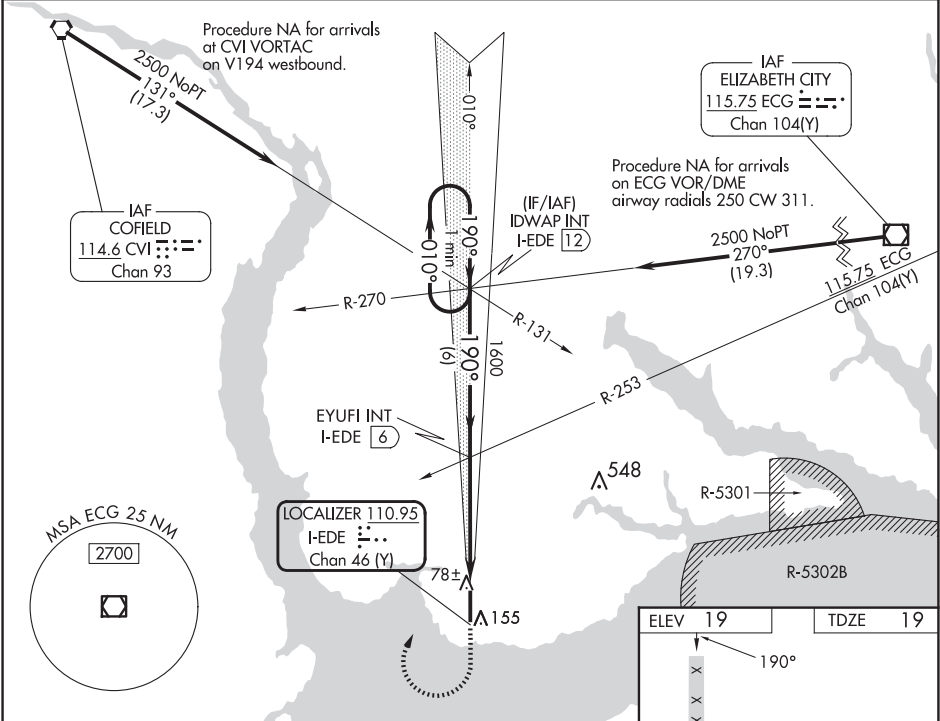 Procedure NA for arrivals
at CVI VORTAC
on V194 westbound.
2500 NoPT
131°
(17.3)
010°
IAF
ELIZABETH CITY
115.75 ECG
Chan 104(Y)
Procedure NA for arrivals
on ECG VOR/DME
airway radials 250 CW 311.
IAF
COFIELD
114.6 CVI
Chan 93
(IF/IAF)
IDWAP INT
I-EDE 12
190°
1 min
010°
2500 NoPT
270°
(19.3)
115.75 ECG
Chan 104(Y)
R-270
R-131
190°
(6)
1600
R-253
EYUFI INT
I-EDE 6
548
R-5301
LOCALIZER 110.95
I-EDE
Chan 46 (Y)
MSA ECG 25 NM
2700
78±
155
R-5302B
ELEV 19
TDZE 19
190°
X
X
X